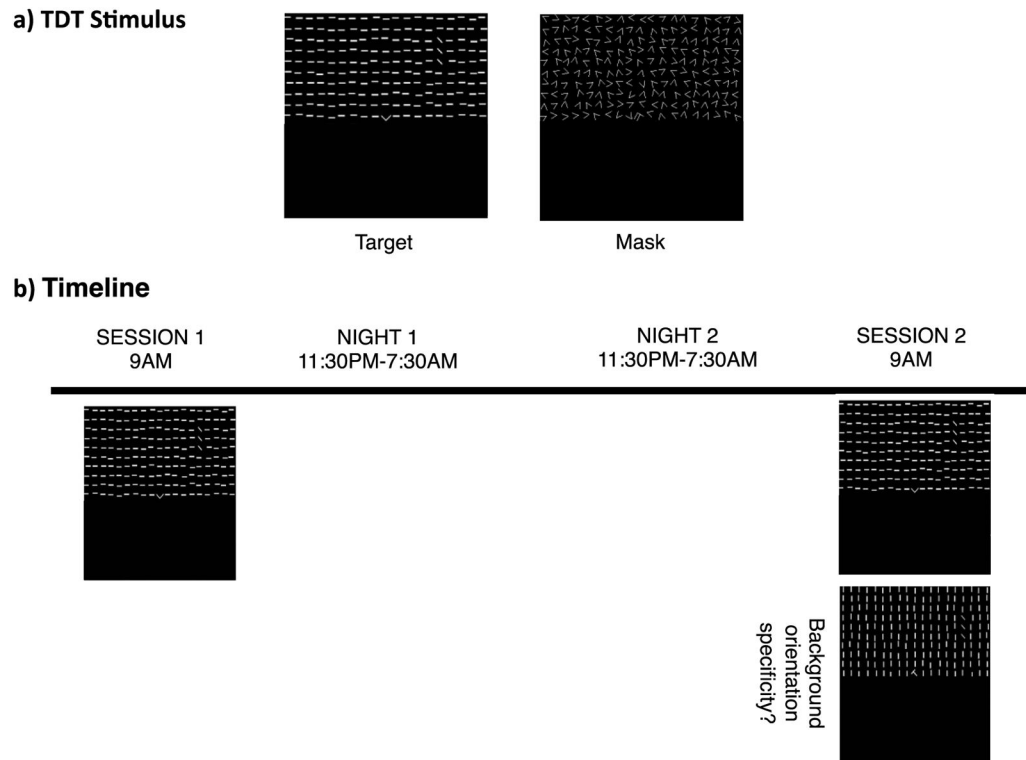 a) TDT Stimulus
Target
Mask
b) Timeline
SESSION 1
9AM
NIGHT 1
11:30PM-7:30AM
NIGHT 2
11:30PM-7:30AM
SESSION 2
9AM
Background
orientation
specificity?